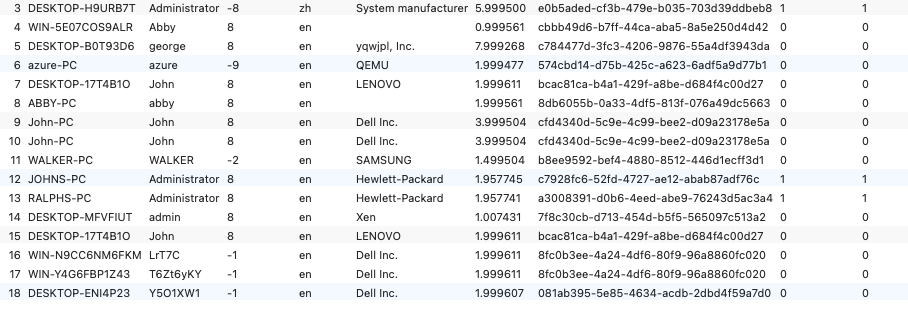 3 DESKTOP-H9URB7T Administrator -8 zh System manufacturer 5.999500 e0b5aded-cf3b-479e-b035-703d39ddbeb8 1 1
4 WIN-5E07COS9ALR Abby 8 en 0.999561 cbbb49d6-b7ff-44ca-aba5-8a5e250d4d42 0 0
5 DESKTOP-B0T93D6 george 8 en yqwjpl, Inc. 7.999268 c784477d-3fc3-4206-9876-55a4df3943da 0 0
6 azure-PC azure -9 en QEMU 1.999477 574cbd14-d75b-425c-a623-6adf5a9d77b1 0 0
7 DESKTOP-17T4B1O John 8 en LENOVO 1.999611 bcac81ca-b4a1-429f-a8be-d684f4c00d27 0 0
8 ABBY-PC abby 8 en 1.999561 8db6055b-0a33-4df5-813f-076a49dc5663 0 0
9 John-PC John 8 en Dell Inc. 3.999504 cfd4340d-5c9e-4c99-bee2-d09a23178e5a 0 0
10 John-PC John 8 en Dell Inc. 3.999504 cfd4340d-5c9e-4c99-bee2-d09a23178e5a 0 0
11 WALKER-PC WALKER -2 en SAMSUNG 1.499504 b8ee9592-bef4-4880-8512-446d1ecff3d1 0 0
12 JOHNS-PC Administrator 8 en Hewlett-Packard 1.957745 c7928fc6-52fd-4727-ae12-abab87adf76c 1 1
13 RALPHS-PC Administrator 8 en Hewlett-Packard 1.957741 a3008391-d0b6-4eed-abe9-76243d5ac3a4 1 1
14 DESKTOP-MFVFIUT admin 8 en Xen 1.007431 7f8c30cb-d713-454d-b5f5-565097c513a2 0 0
15 DESKTOP-17T4B1O John 8 en LENOVO 1.999611 bcac81ca-b4a1-429f-a8be-d684f4c00d27 0 0
16 WIN-N9CC6NM6FKM LrT7C -1 en Dell Inc. 1.999611 8fc0b3ee-4a24-4df6-80f9-96a8860fc020 0 0
17 WIN-Y4G6FBP1Z43 T6Zt6yKY -1 en Dell Inc. 1.999611 8fc0b3ee-4a24-4df6-80f9-96a8860fc020 0 0
18 DESKTOP-ENI4P23 Y5O1XW1 -1 en Dell Inc. 1.999607 081ab395-5e85-4634-acdb-2dbd4f59a7d0 0 0